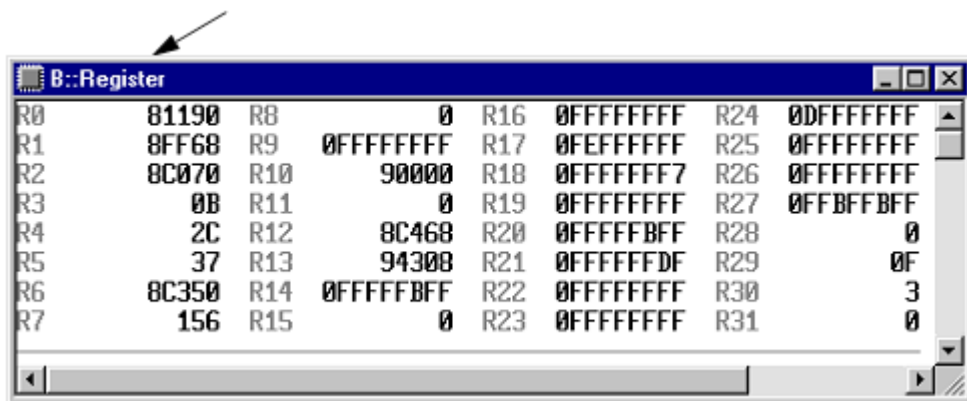 B::Register
R0 81190 R8 0 R16 0FFFFFFFF R24 0DFFFFFFF
R1 8FF68 R9 0FFFFFFFF R17 0FEFFFFFF R25 0FFFFFFFF
R2 8C070 R10 90000 R18 0FFFFFFF7 R26 0FFFFFFFF
R3 0B R11 0 R19 0FFFFFFFF R27 0FFBFFBFF
R4 2C R12 8C468 R20 0FFFFFBFF R28 0
R5 37 R13 94308 R21 0FFFFFFDF R29 0F
R6 8C350 R14 0FFFFFBFF R22 0FFFFFFFF R30 3
R7 156 R15 0 R23 0FFFFFFFF R31 0